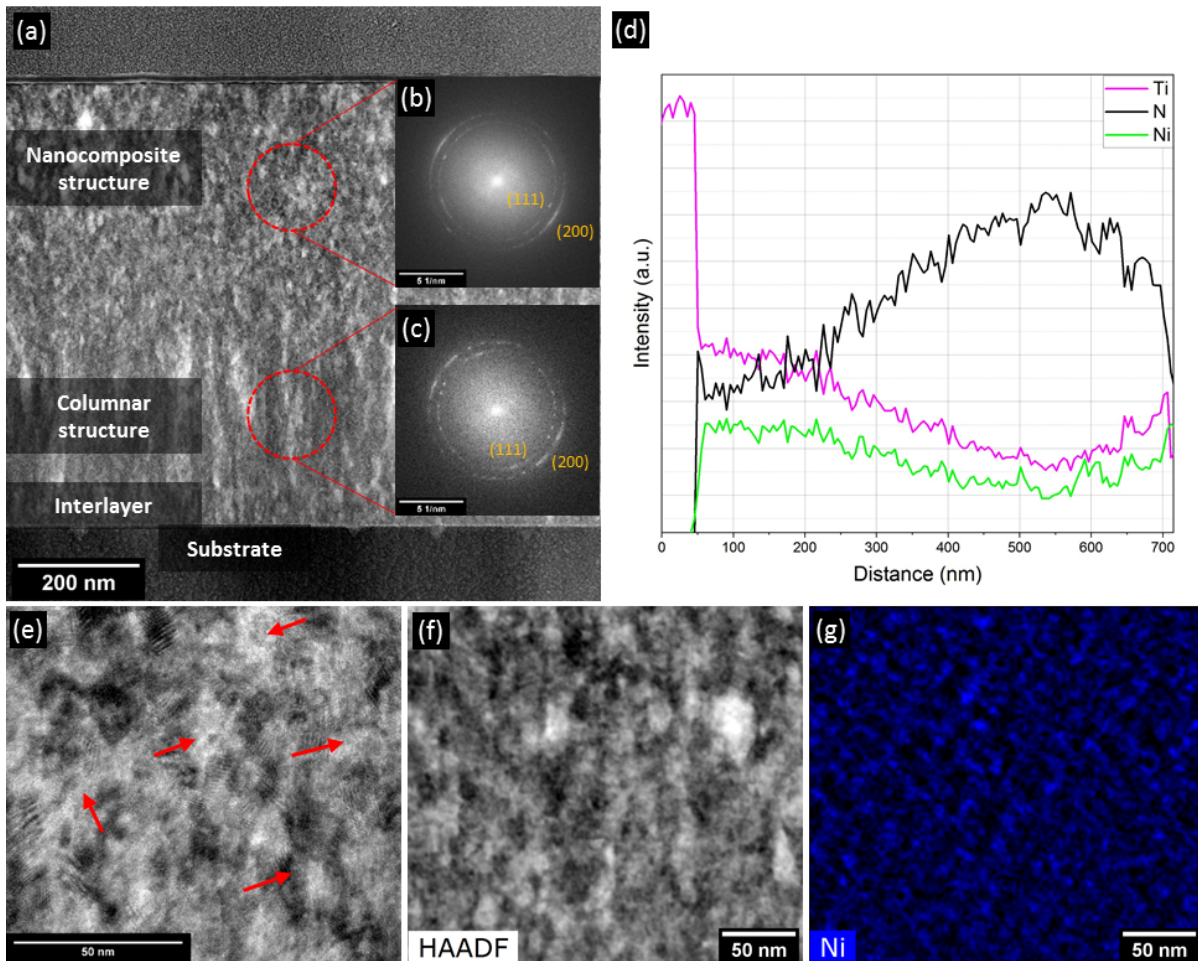 (a)
Nanocomposite
structure
Columnar
structure
Interlayer
Substrate
200 nm
(b)
(111)
(200)
5 1/nm
(c)
(111)
(200)
5 1/nm
(d)
Ti
N
Ni
Intensity (a.u.)
0 100 200 300 400 500 600 700
Distance (nm)
(e)
50 nm
(f)
HAADF
50 nm
(g)
Ni
50 nm